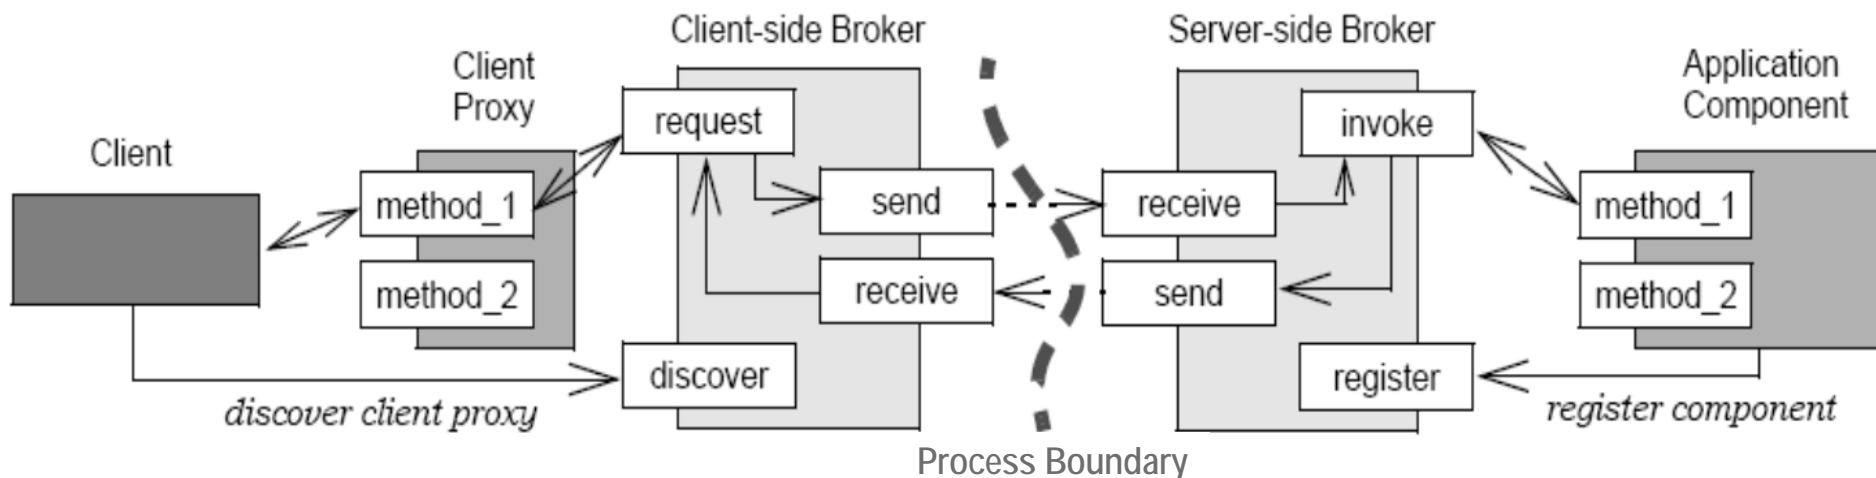 Client-side Broker
Server-side Broker
Client
Proxy
Application
Component
Client
request
invoke
method_1
send
receive
method_1
method_2
receive
send
method_2
discover
register
discover client proxy
register component
Process Boundary